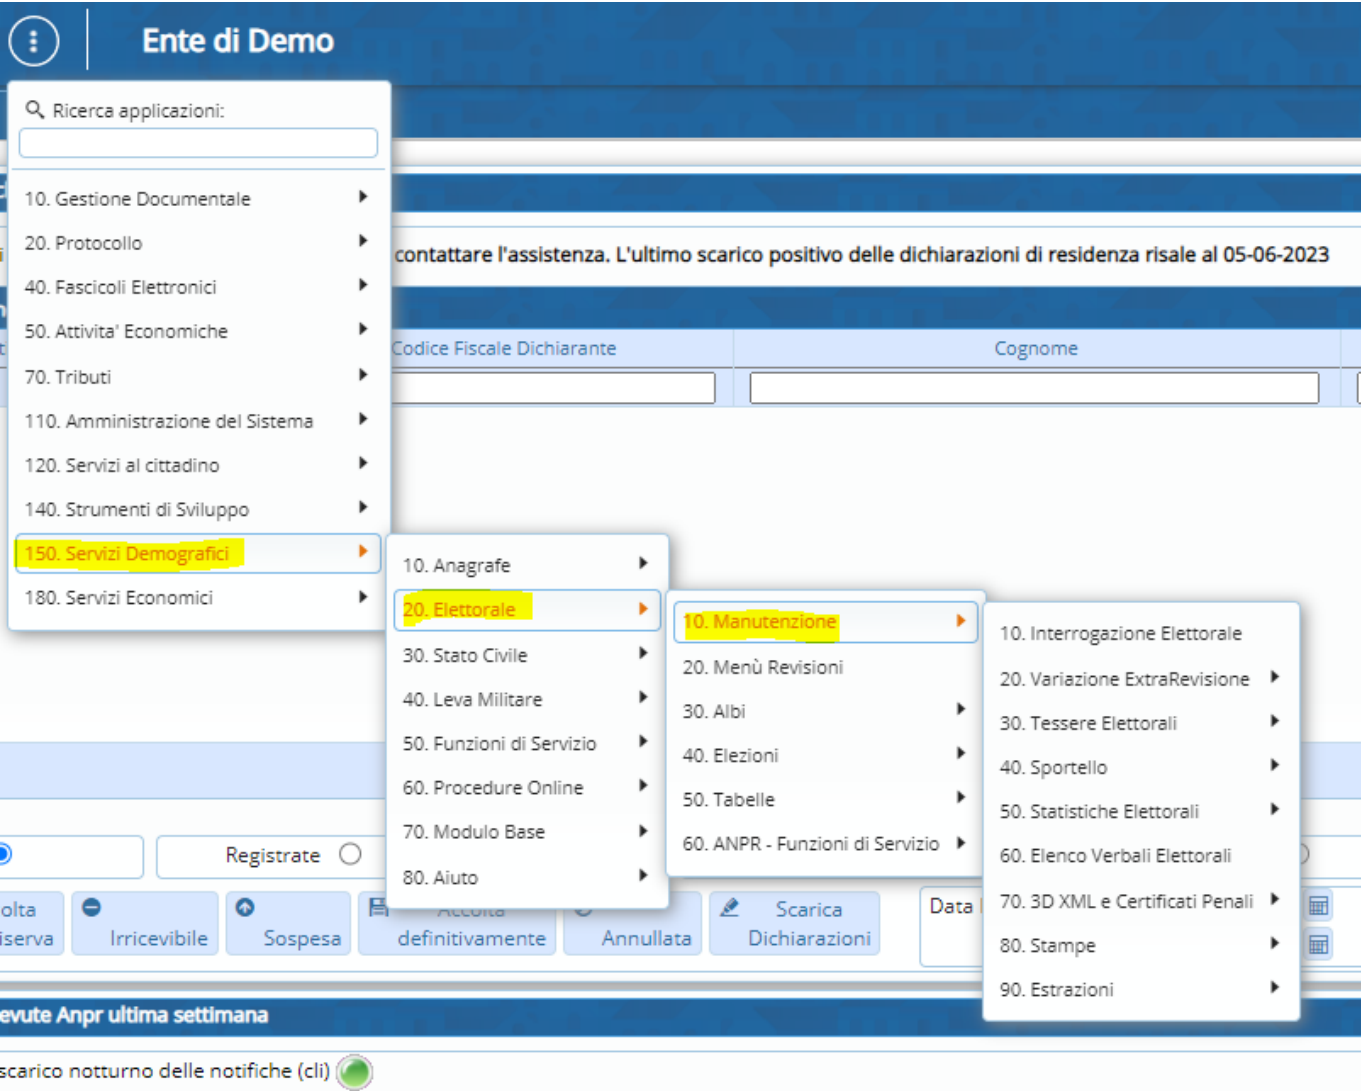 Ente di Demo
Ricerca applicazioni:
10. Gestione Documentale
20. Protocollo
40. Fascicoli Elettronici
50. Attivita' Economiche
70. Tributi
110. Amministrazione del Sistema
120. Servizi al cittadino
140. Strumenti di Sviluppo
150. Servizi Demografici
180. Servizi Economici
contattare l'assistenza. L'ultimo scarico positivo delle dichiarazioni di residenza risale al 05-06-2023
Codice Fiscale Dichiarante
Cognome
10. Anagrafe
20. Elettorale
30. Stato Civile
40. Leva Militare
50. Funzioni di Servizio
60. Procedure Online
70. Modulo Base
80. Aiuto
10. Manutenzione
20. Menù Revisioni
30. Albi
40. Elezioni
50. Tabelle
60. ANPR - Funzioni di Servizio
10. Interrogazione Elettorale
20. Variazione ExtraRevisione
30. Tessere Elettorali
40. Sportello
50. Statistiche Elettorali
60. Elenco Verbali Elettorali
70. 3D XML e Certificati Penali
80. Stampe
90. Estrazioni
Registrate
olta
iserva
Irricevibile
Sospesa
Accolta
definitivamente
Annullata
Scarica
Dichiarazioni
Data
evute Anpr ultima settimana
scarico notturno delle notifiche (cli)